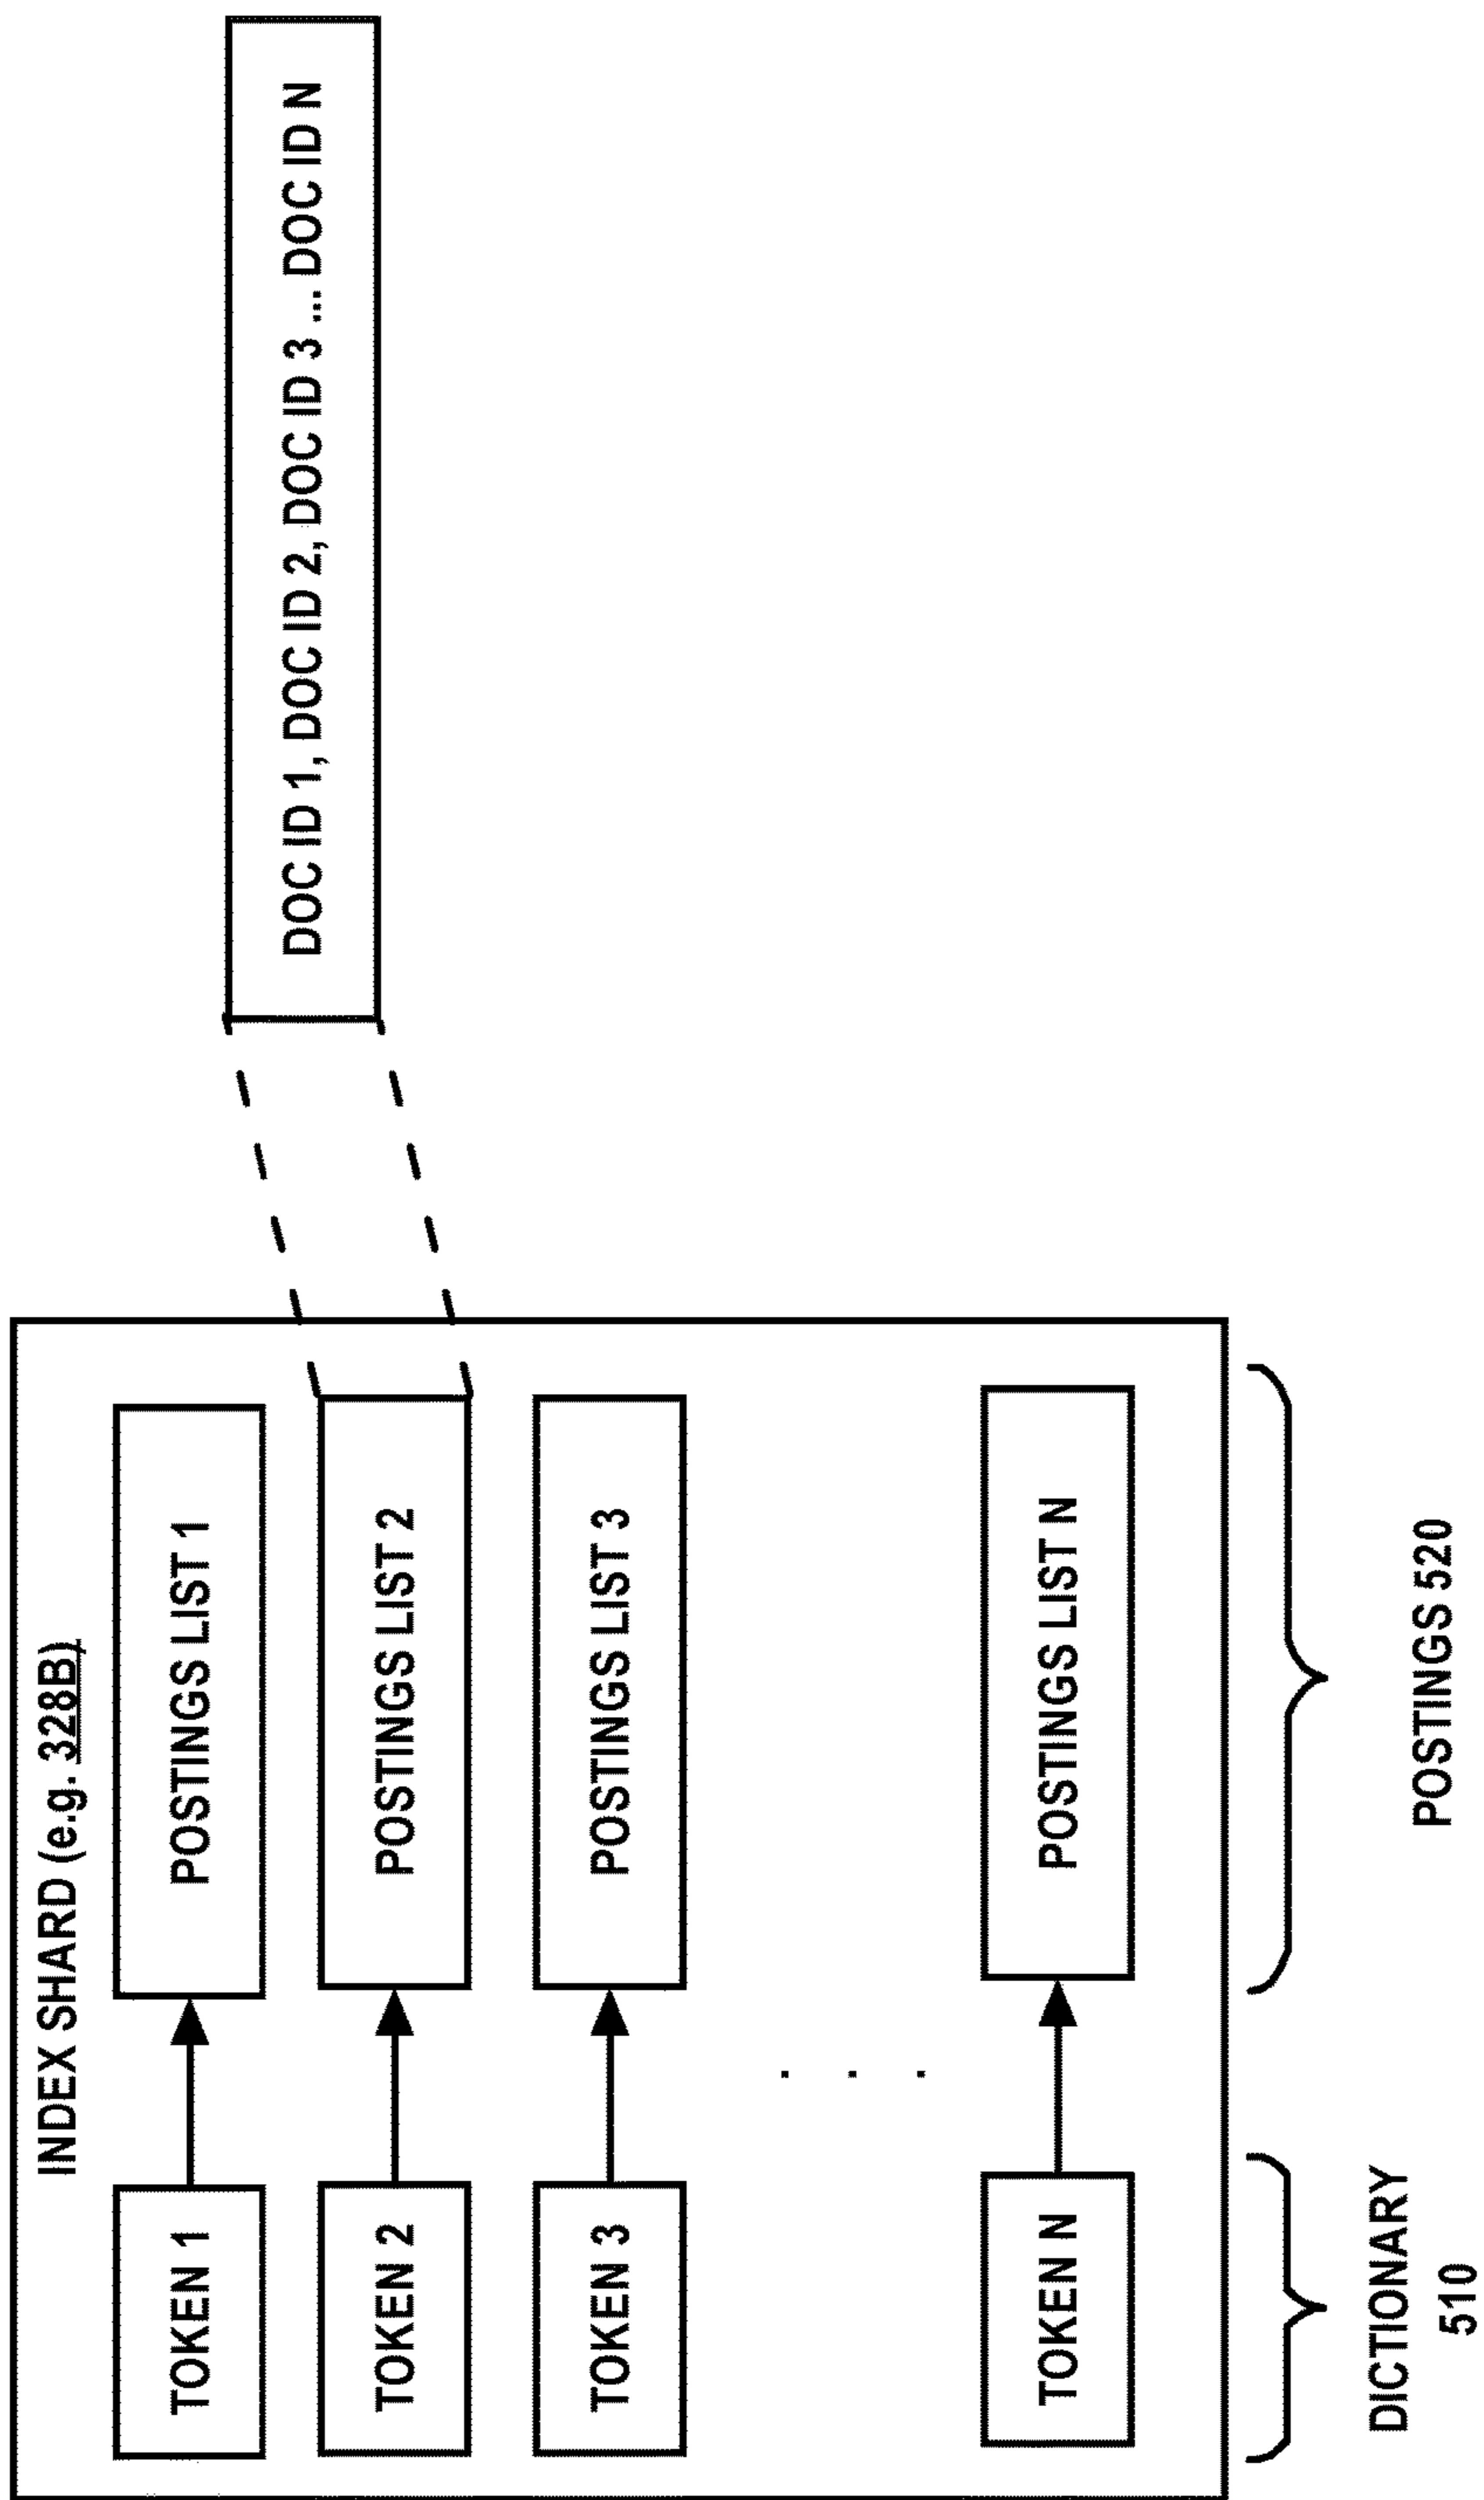 INDEX SHARD (e.g. 328B)
TOKEN 1
POSTINGS LIST 1
TOKEN 2
POSTINGS LIST 2
DOC ID 1, DOC ID 2, DOC ID 3 ... DOC ID N
TOKEN 3
POSTINGS LIST 3
. . .
TOKEN N
POSTINGS LIST N
DICTIONARY
510
POSTINGS 520